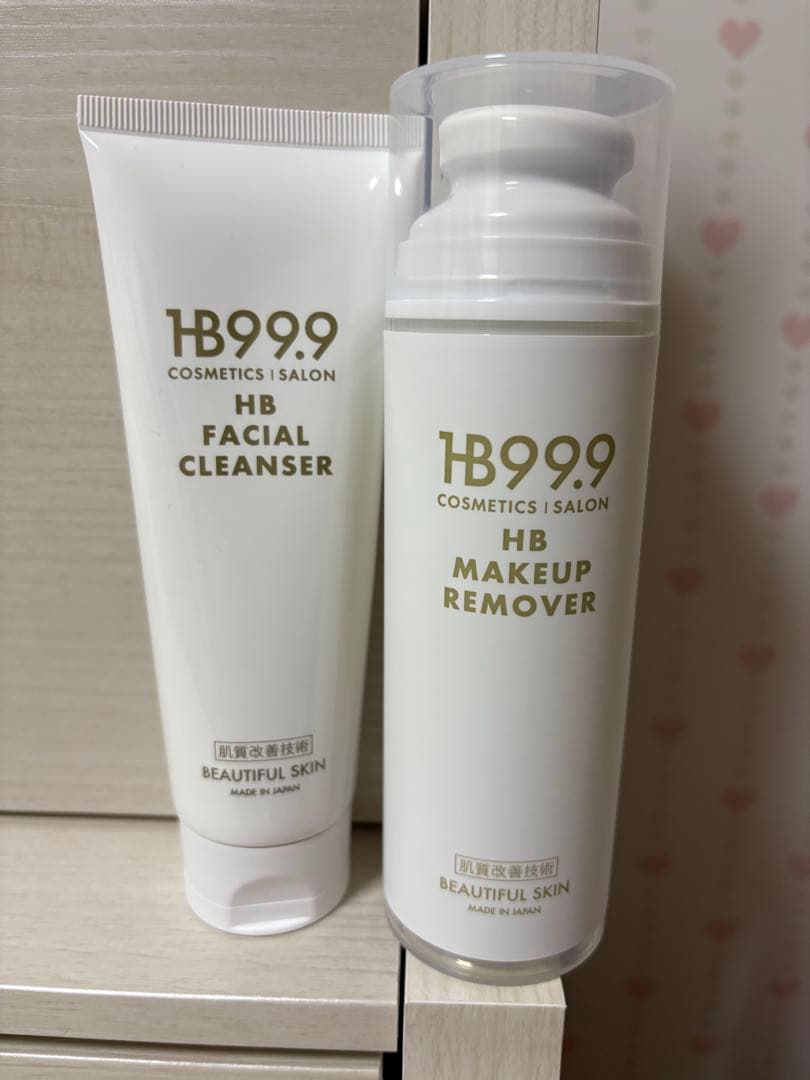 HB99.9
COSMETICS | SALON
HB
FACIAL
CLEANSER
肌質改善技術
BEAUTIFUL SKIN
MADE IN JAPAN
HB99.9
COSMETICS | SALON
HB
MAKEUP
REMOVER
肌質改善技術
BEAUTIFUL SKIN
MADE IN JAPAN